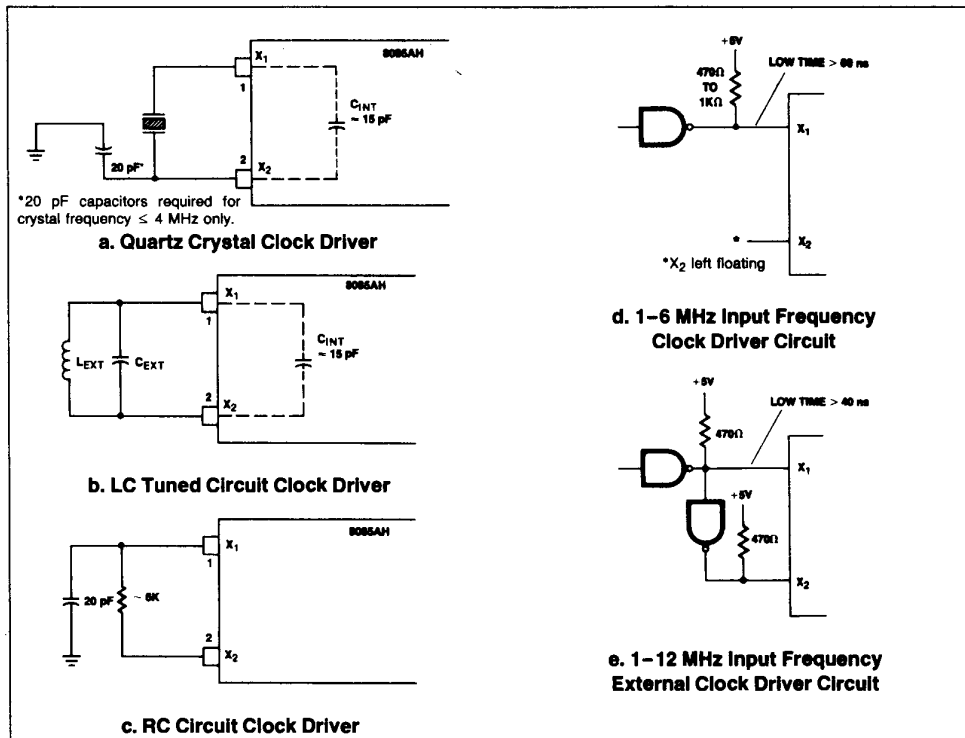 8085AH
X1
1
CINT
~ 15 pF
20 pF*
2
X2
*20 pF capacitors required for
crystal frequency ≤ 4 MHz only.
a. Quartz Crystal Clock Driver
8085AH
X1
1
LEXT
CEXT
CINT
~ 15 pF
2
X2
b. LC Tuned Circuit Clock Driver
8085AH
X1
1
20 pF
~ 6K
2
X2
c. RC Circuit Clock Driver
+5V
470Ω
TO
1KΩ
LOW TIME > 60 ns
X1
*
X2
*X2 left floating
d. 1–6 MHz Input Frequency
Clock Driver Circuit
+5V
470Ω
LOW TIME > 40 ns
X1
+5V
470Ω
X2
e. 1–12 MHz Input Frequency
External Clock Driver Circuit